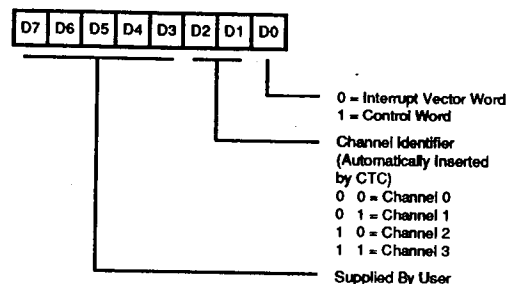 D7 D6 D5 D4 D3 D2 D1 D0
0 = Interrupt Vector Word
1 = Control Word
Channel Identifier
(Automatically Inserted
by CTC)
0 0 = Channel 0
0 1 = Channel 1
1 0 = Channel 2
1 1 = Channel 3
Supplied By User